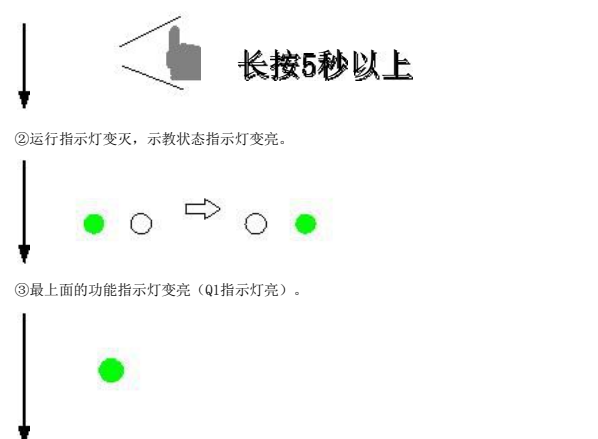 长按5秒以上
②运行指示灯变灭，示教状态指示灯变亮。
③最上面的功能指示灯变亮（Q1指示灯亮）。